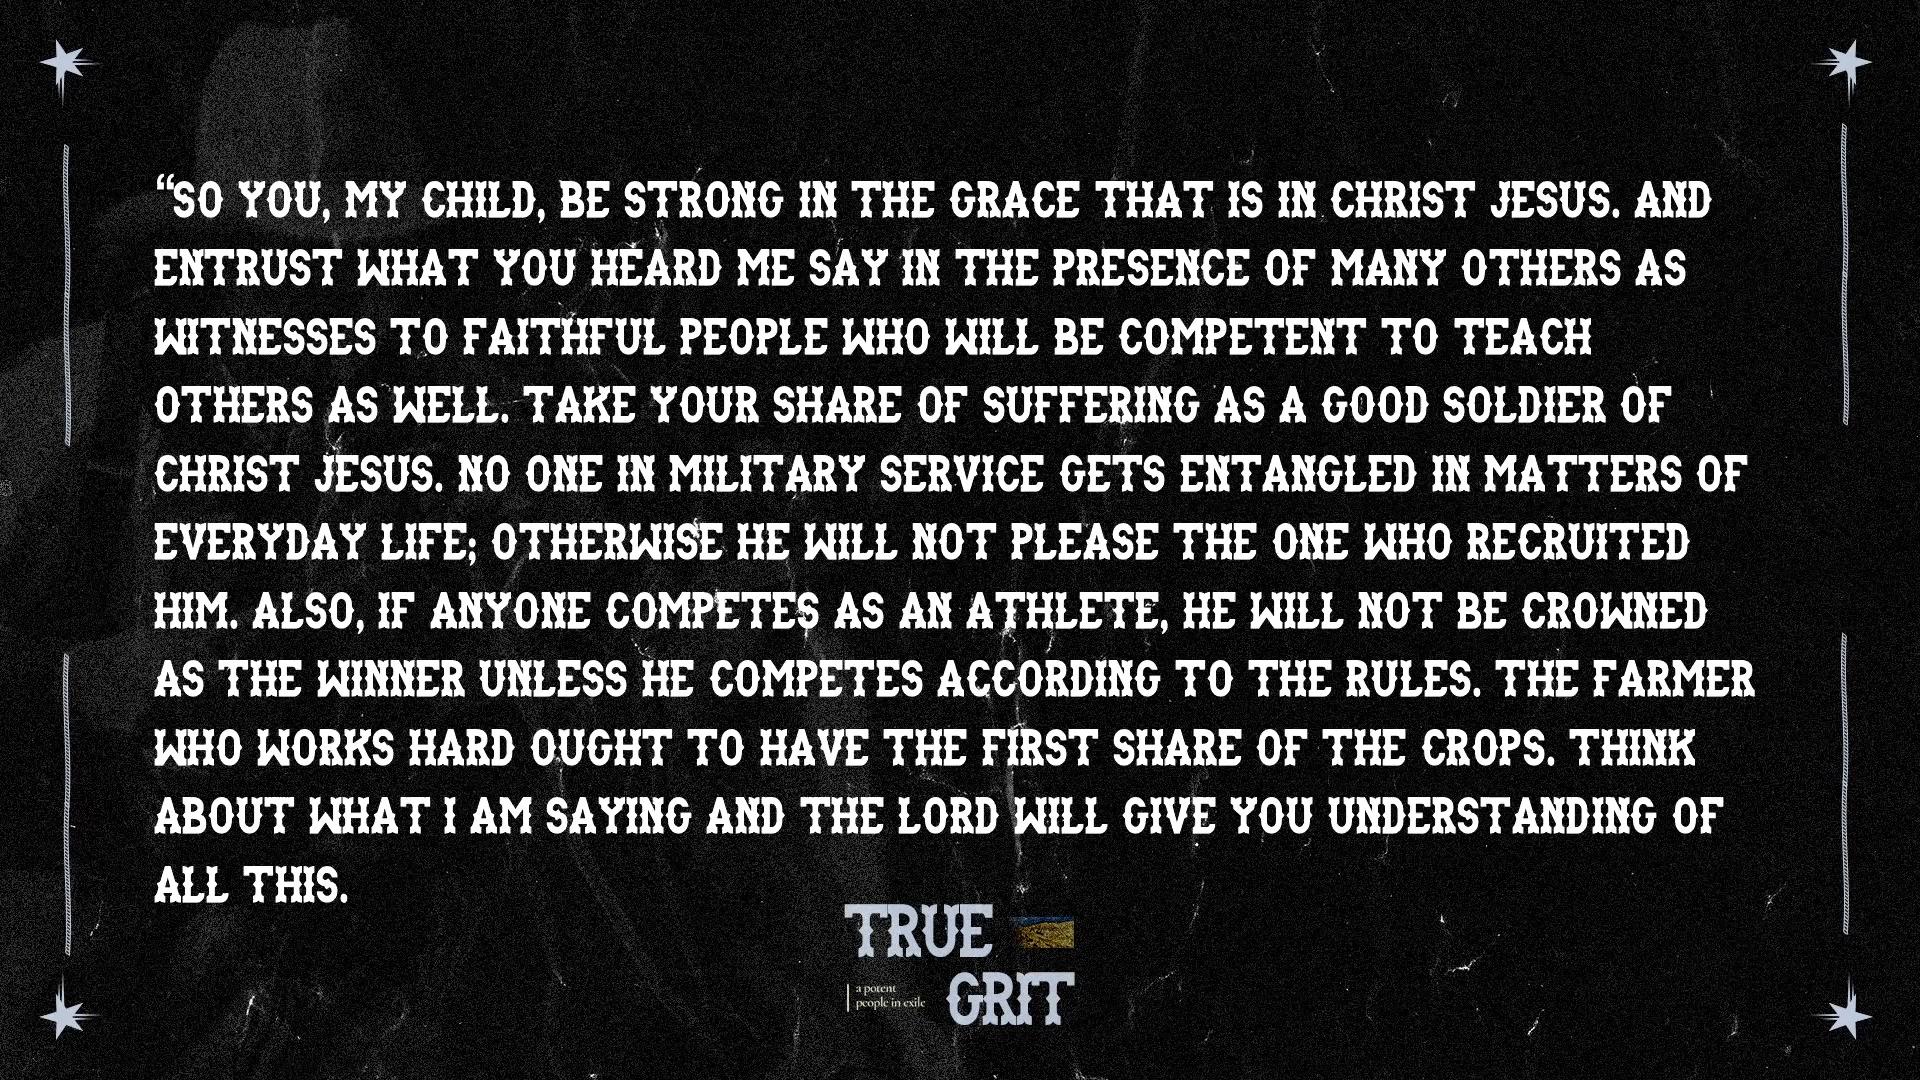 “SO YOU, MY CHILD, BE STRONG IN THE GRACE THAT IS IN CHRIST JESUS. AND
ENTRUST WHAT YOU HEARD ME SAY IN THE PRESENCE OF MANY OTHERS AS
WITNESSES TO FAITHFUL PEOPLE WHO WILL BE COMPETENT TO TEACH
OTHERS AS WELL. TAKE YOUR SHARE OF SUFFERING AS A GOOD SOLDIER OF
CHRIST JESUS. NO ONE IN MILITARY SERVICE GETS ENTANGLED IN MATTERS OF
EVERYDAY LIFE; OTHERWISE HE WILL NOT PLEASE THE ONE WHO RECRUITED
HIM. ALSO, IF ANYONE COMPETES AS AN ATHLETE, HE WILL NOT BE CROWNED
AS THE WINNER UNLESS HE COMPETES ACCORDING TO THE RULES. THE FARMER
WHO WORKS HARD OUGHT TO HAVE THE FIRST SHARE OF THE CROPS. THINK
ABOUT WHAT I AM SAYING AND THE LORD WILL GIVE YOU UNDERSTANDING OF
ALL THIS.
TRUE
GRIT
a potent
people in exile